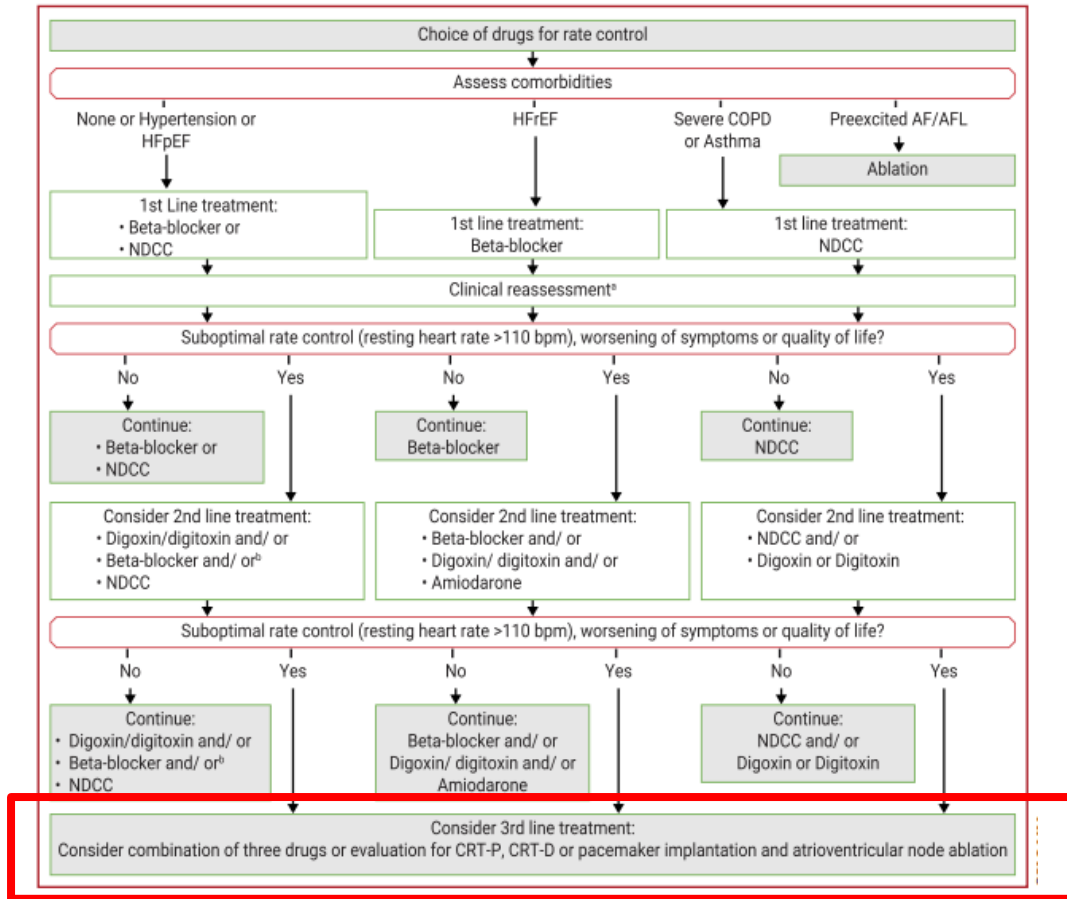 Choice of drugs for rate control
Assess comorbidities
None or Hypertension or
HFpEF
HFrEF
Severe COPD
or Asthma
Preexcited AF/AFL
Ablation
1st Line treatment:
• Beta-blocker or
• NDCC
1st line treatment:
Beta-blocker
1st line treatment:
NDCC
Clinical reassessmentᵃ
Suboptimal rate control (resting heart rate >110 bpm), worsening of symptoms or quality of life?
No
Yes
No
Yes
No
Yes
Continue:
• Beta-blocker or
• NDCC
Continue:
Beta-blocker
Continue:
NDCC
Consider 2nd line treatment:
• Digoxin/digitoxin and/ or
• Beta-blocker and/ orᵇ
• NDCC
Consider 2nd line treatment:
• Beta-blocker and/ or
• Digoxin/ digitoxin and/ or
• Amiodarone
Consider 2nd line treatment:
• NDCC and/ or
• Digoxin or Digitoxin
Suboptimal rate control (resting heart rate >110 bpm), worsening of symptoms or quality of life?
No
Yes
No
Yes
No
Yes
Continue:
• Digoxin/digitoxin and/ or
• Beta-blocker and/ orᵇ
• NDCC
Continue:
Beta-blocker and/ or
Digoxin/ digitoxin and/ or
Amiodarone
Continue:
NDCC and/ or
Digoxin or Digitoxin
Consider 3rd line treatment:
Consider combination of three drugs or evaluation for CRT-P, CRT-D or pacemaker implantation and atrioventricular node ablation